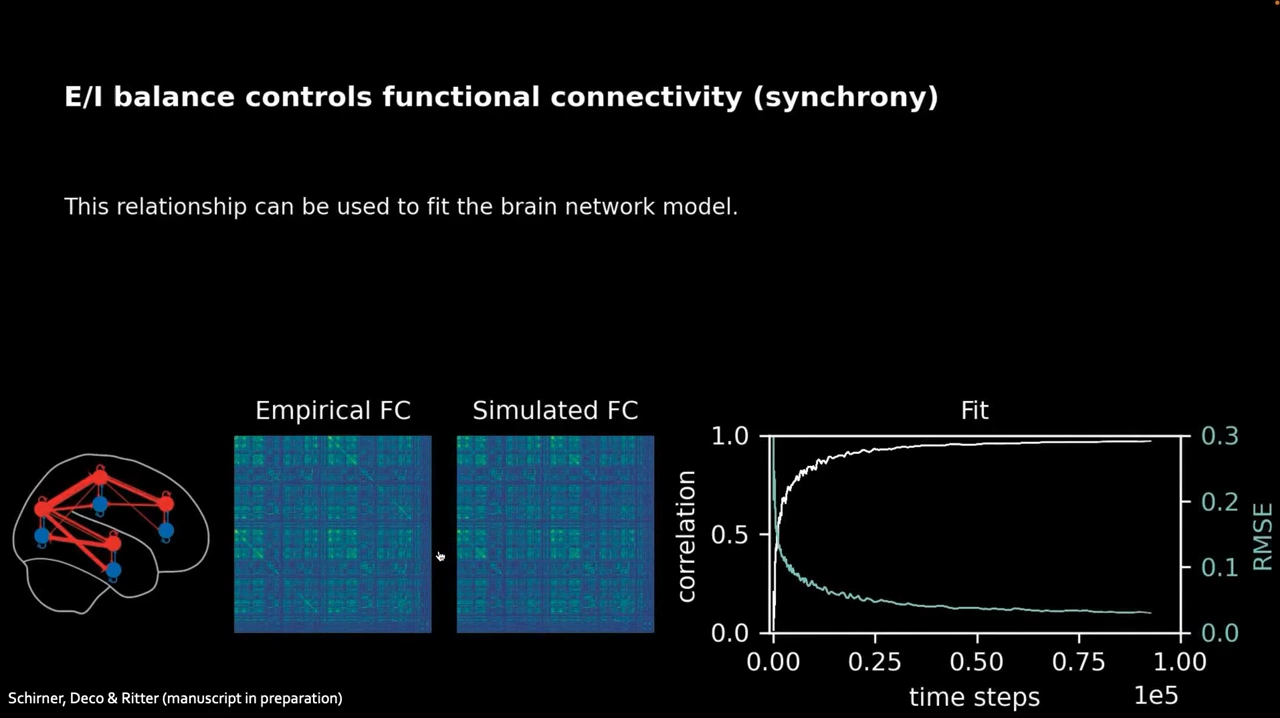 E/I balance controls functional connectivity (synchrony)
This relationship can be used to fit the brain network model.
Empirical FC
Simulated FC
Fit
1.0
0.5
0.0
correlation
0.3
0.2
0.1
0.0
RMSE
0.00 0.25 0.50 0.75 1.00
time steps
1e5
Schirner, Deco & Ritter (manuscript in preparation)